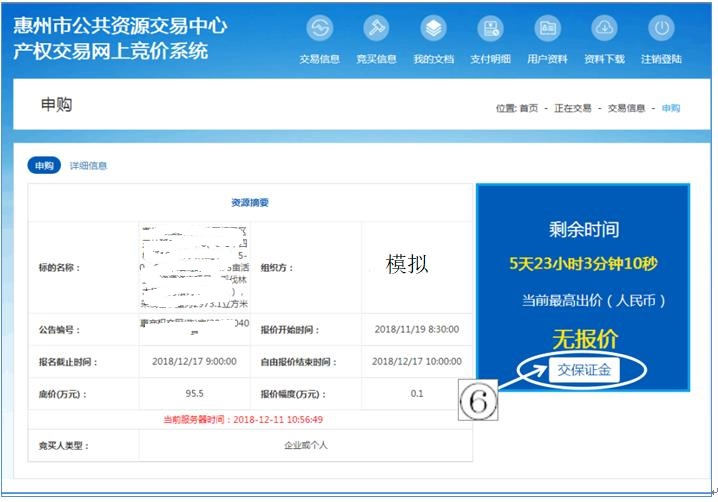 惠州市公共资源交易中心
产权交易网上竞价系统
交易信息 竞买信息 我的文档 支付明细 用户资料 资料下载 注销登陆
申购
位置: 首页 - 正在交易 - 交易信息 - 申购
申购 详细信息
资源摘要
标的名称：
组织方： 模拟
公告编号：
报价开始时间： 2018/11/19 8:30:00
报名截止时间： 2018/12/17 9:00:00 自由报价结束时间： 2018/12/17 10:00:00
底价(万元)： 95.5 报价幅度(万元)： 0.1
当前服务器时间：2018-12-11 10:56:49
竞买人类型： 企业或个人
剩余时间
5天23小时3分钟10秒
当前最高出价（人民币）
无报价
交保证金
⑥